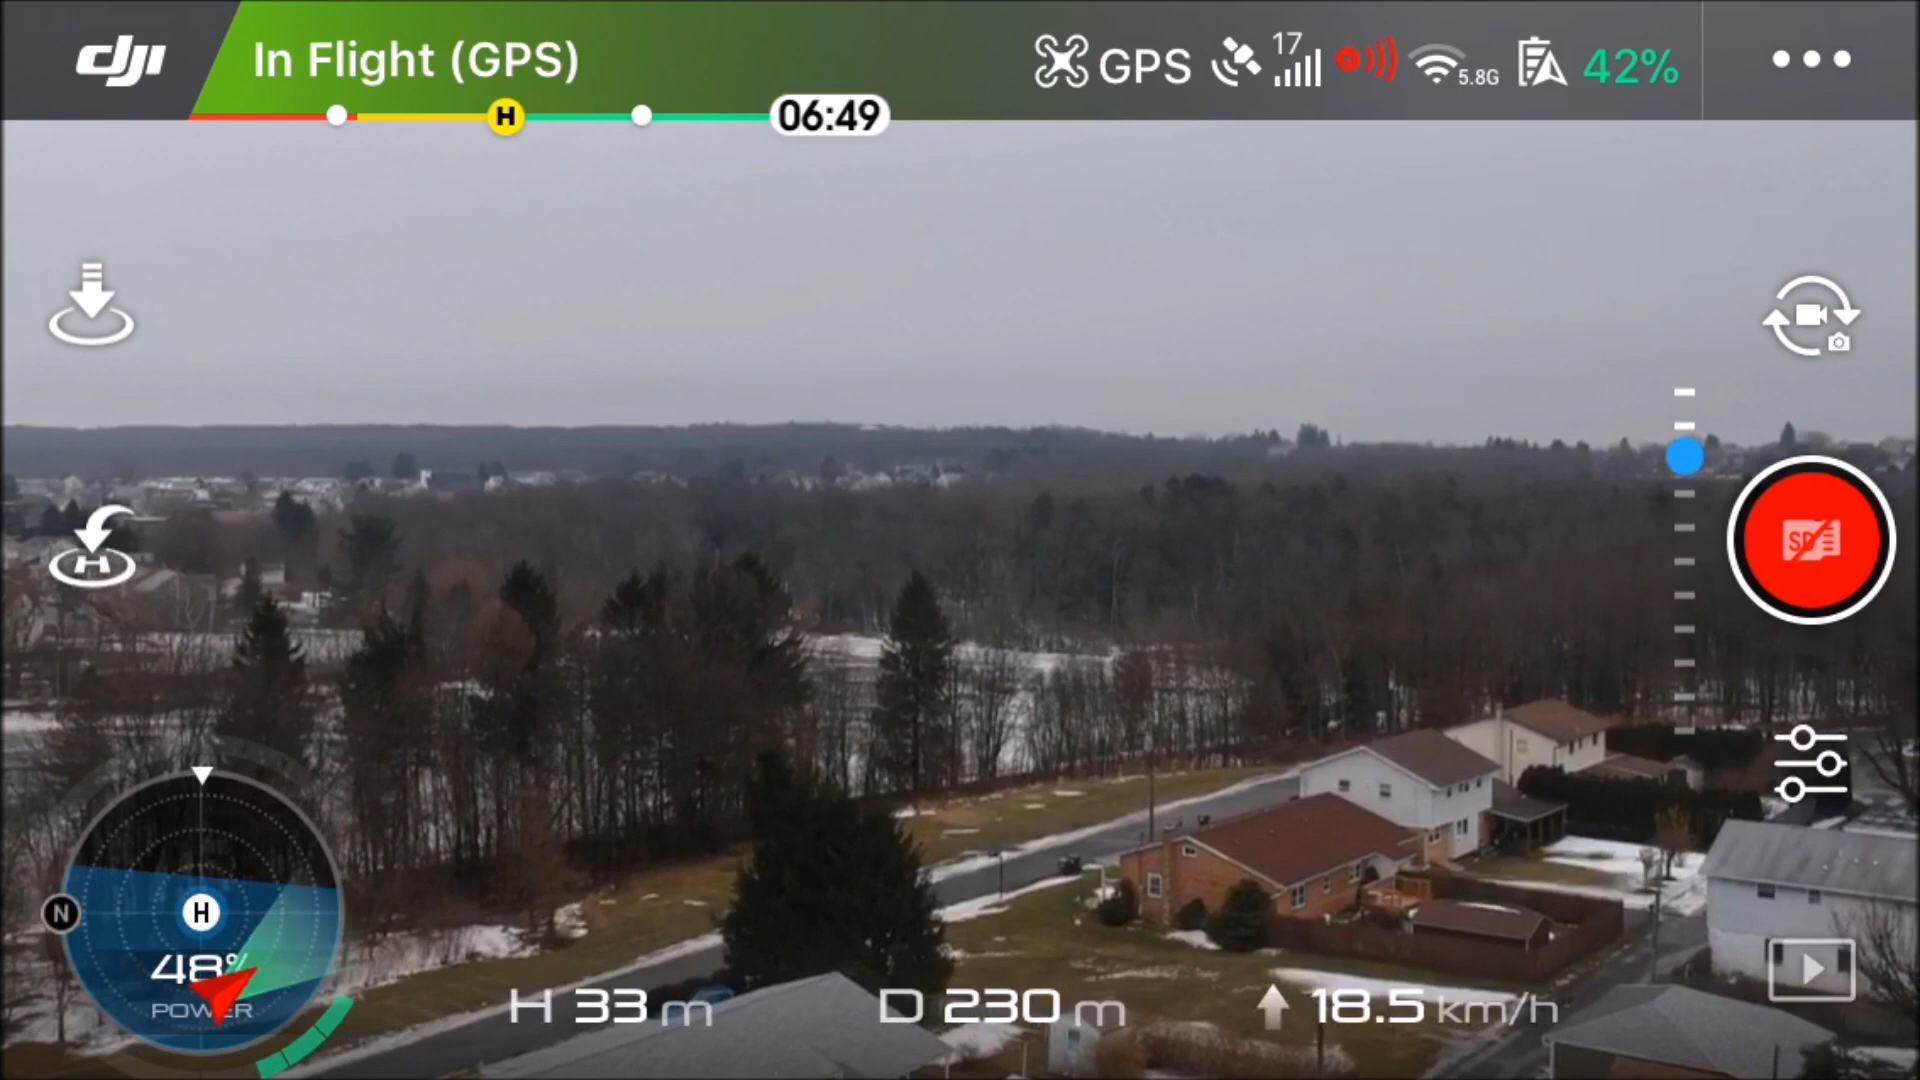 dji In Flight (GPS) GPS 17 5.8G 42%
H 06:49
H
SD
N H
48%
POWER
H 33 m D 230 m 18.5 km/h